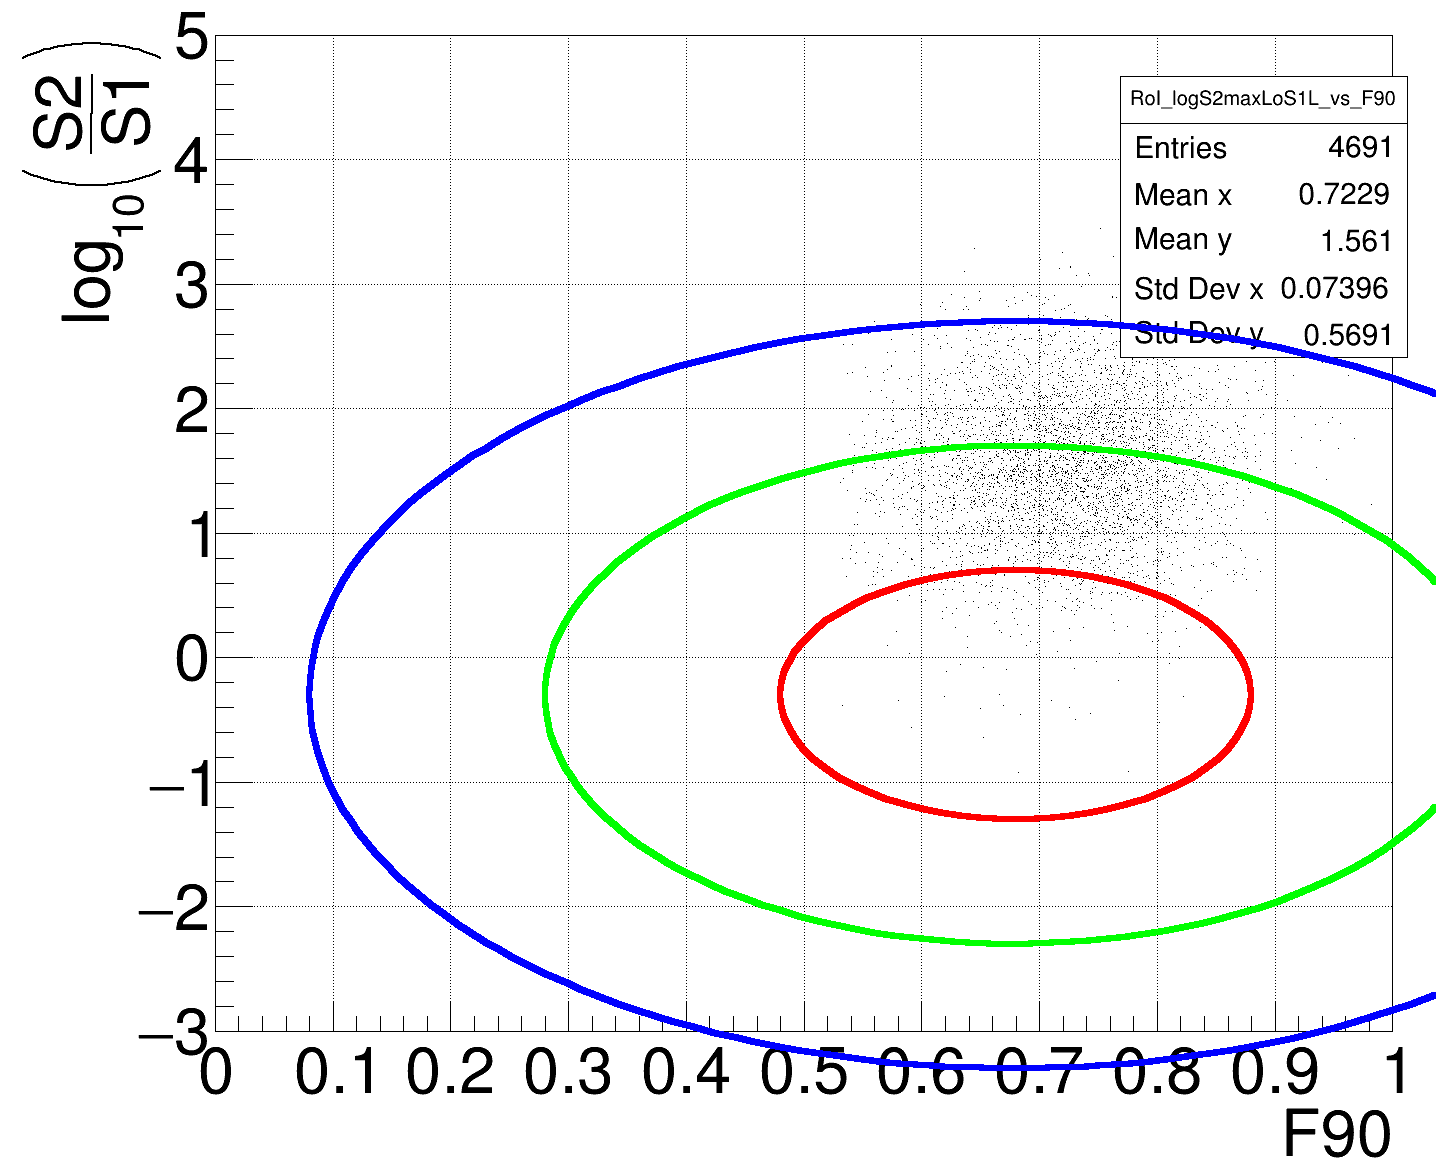 log10 (S2/S1)
5
4
3
2
1
0
−1
−2
−3
RoI_logS2maxLoS1L_vs_F90
Entries 4691
Mean x 0.7229
Mean y 1.561
Std Dev x 0.07396
Std Dev y 0.5691
0 0.1 0.2 0.3 0.4 0.5 0.6 0.7 0.8 0.9 1
F90